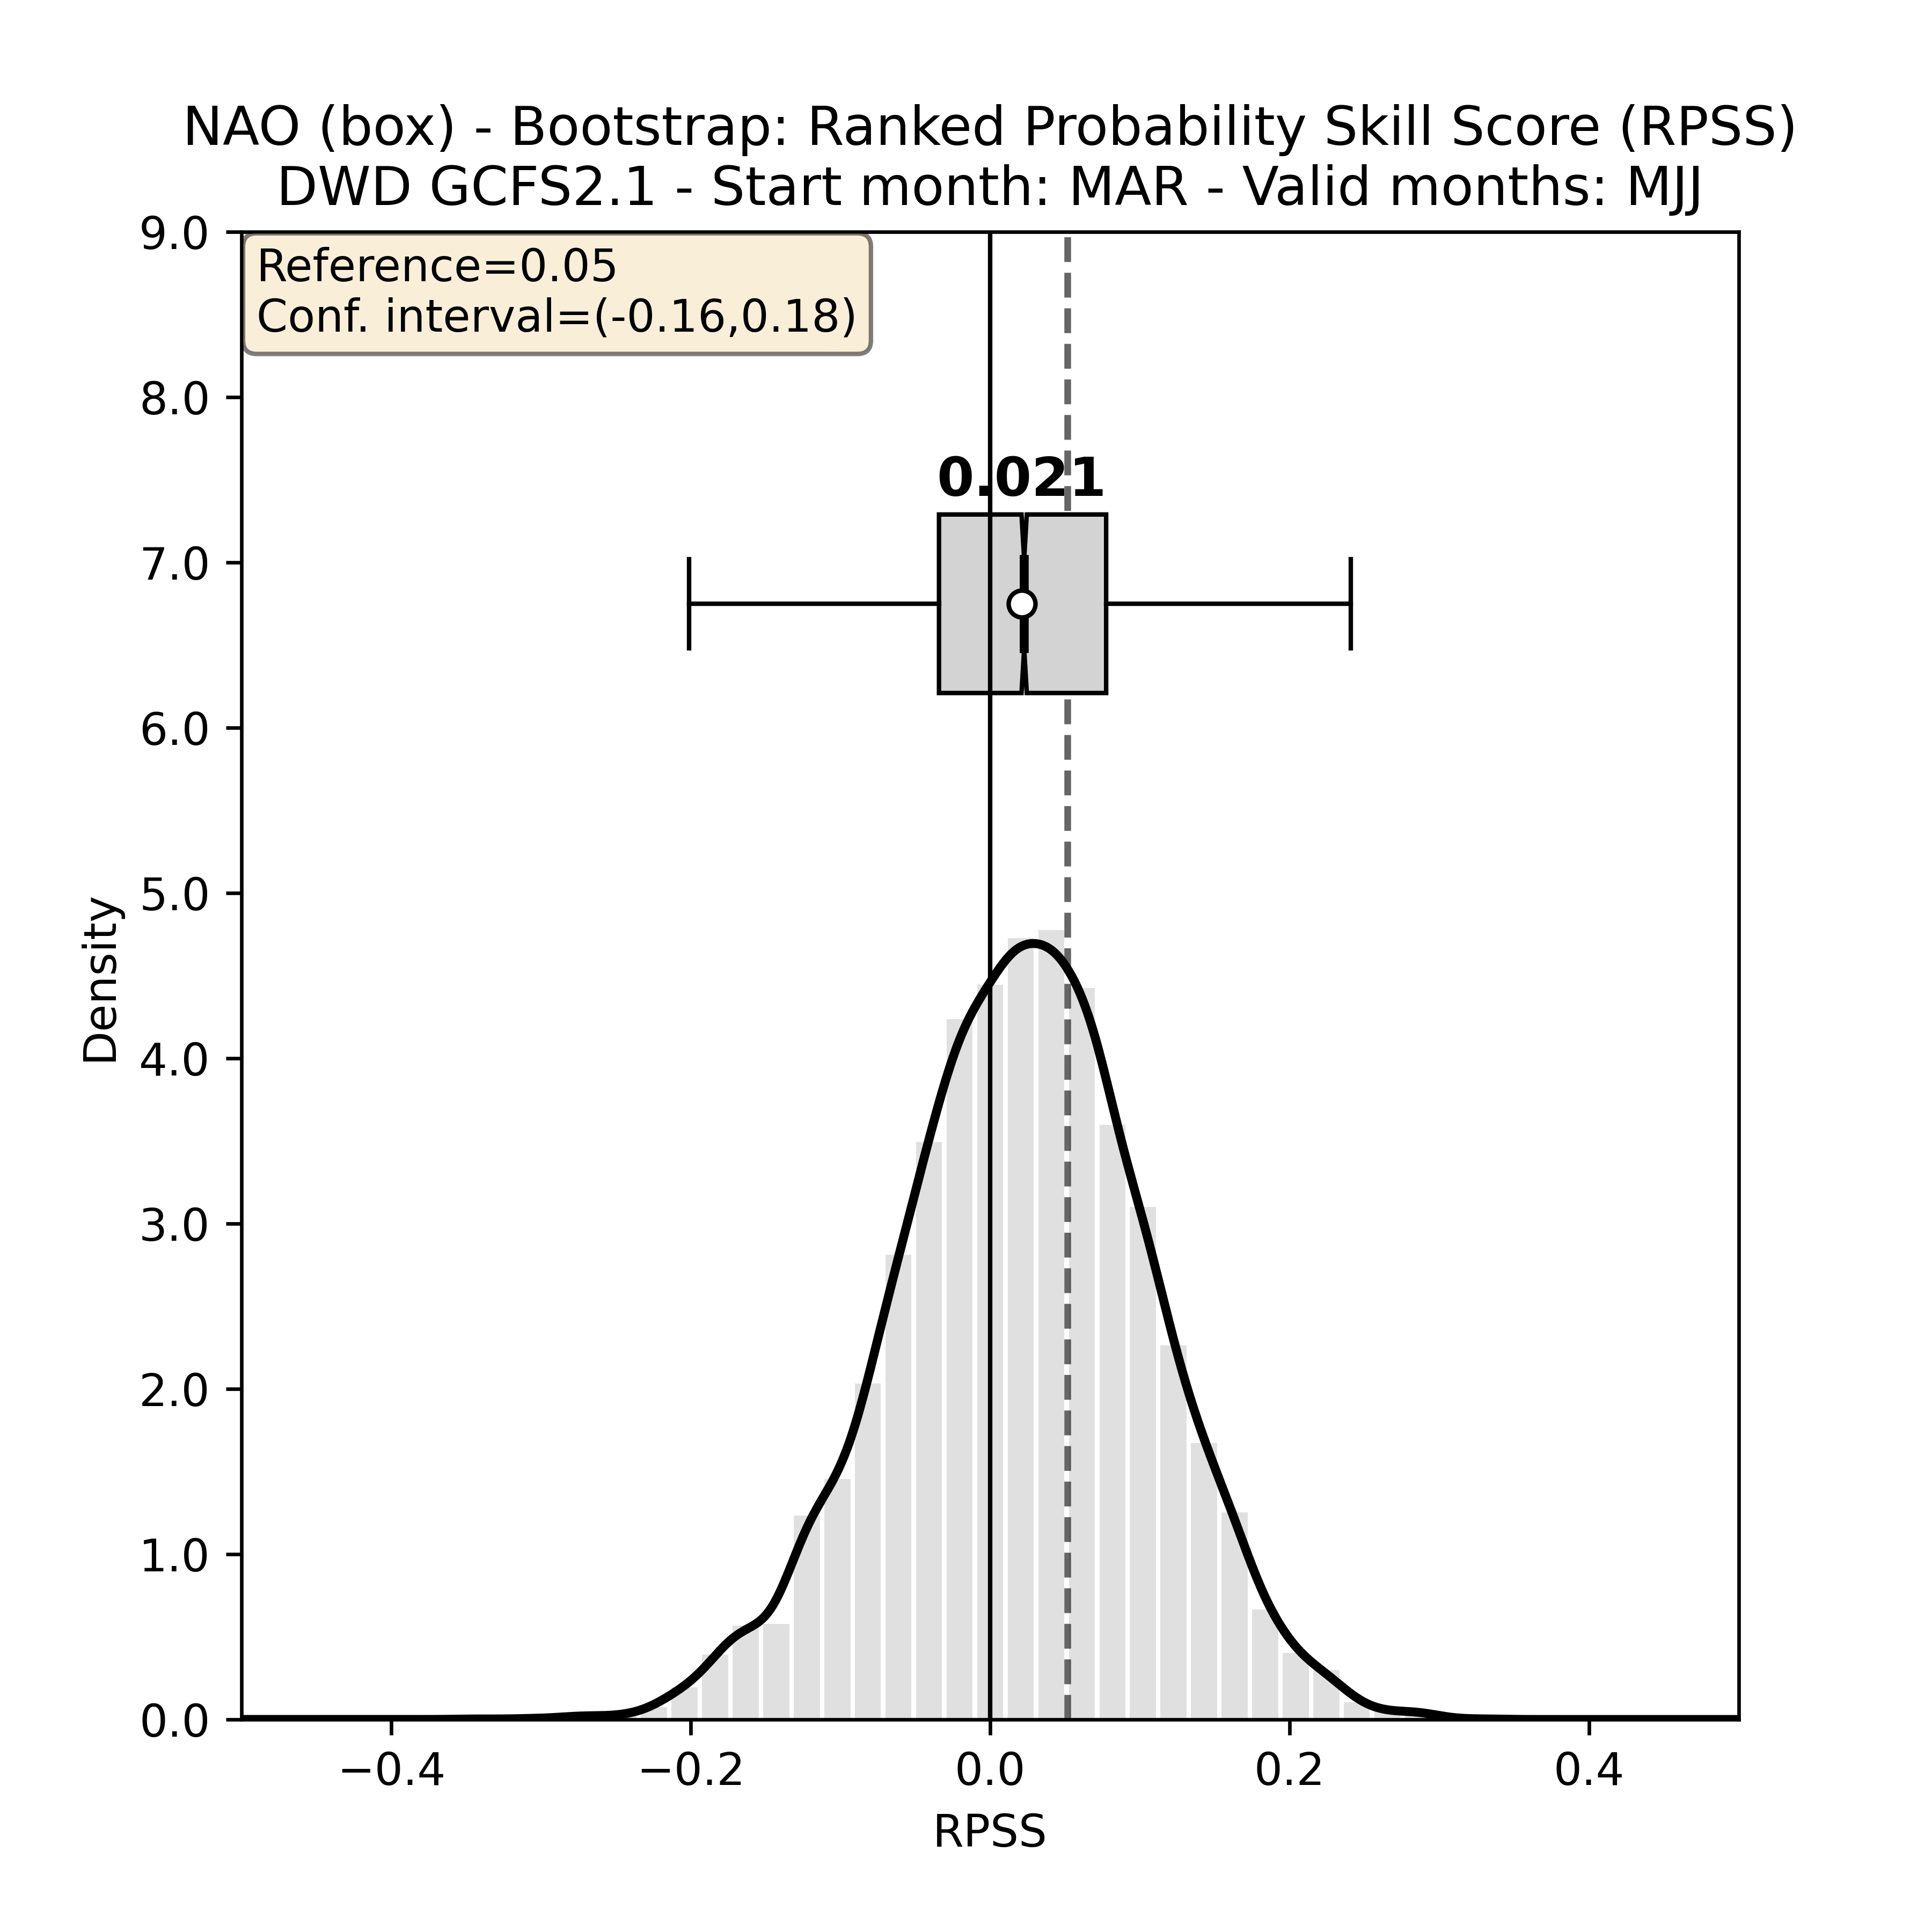 NAO (box) - Bootstrap: Ranked Probability Skill Score (RPSS)
DWD GCFS2.1 - Start month: MAR - Valid months: MJJ
Reference=0.05
Conf. interval=(-0.16,0.18)
0.021
9.0
8.0
7.0
6.0
5.0
4.0
3.0
2.0
1.0
0.0
Density
−0.4 −0.2 0.0 0.2 0.4
RPSS